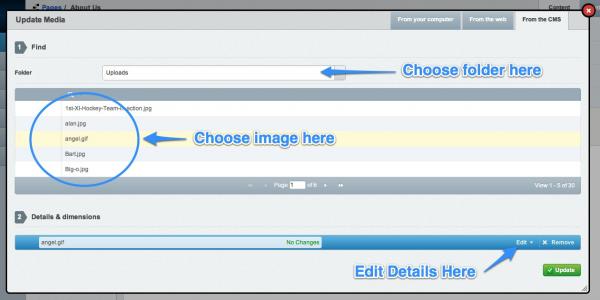 Pages / About Us
Content
Update Media
From your computer
From the web
From the CMS
1 Find
Folder
Uploads
Choose folder here
1st-XI-Hockey-Team-in-action.jpg
alan.jpg
angel.gif
Choose image here
Bart.jpg
Big-o.jpg
Page 1 of 6
View 1 - 5 of 30
2 Details & dimensions
angel.gif
No Changes
Edit
Remove
Edit Details Here
Update